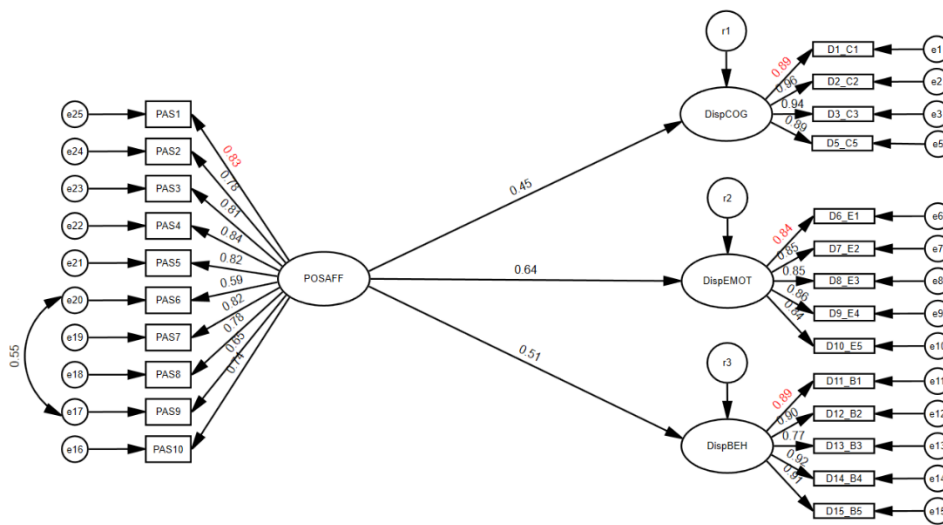 r1
e25
PAS1
e24
PAS2
e23
PAS3
e22
PAS4
e21
PAS5
e20
PAS6
e19
PAS7
e18
PAS8
e17
PAS9
e16
PAS10
0.55
0.83
0.78
0.81
0.84
0.82
0.59
0.82
0.78
0.65
0.74
POSAFF
0.45
0.64
0.51
DispCOG
0.89
0.96
0.94
0.89
D1_C1
e1
D2_C2
e2
D3_C3
e3
D5_C5
e5
r2
DispEMOT
0.84
0.85
0.85
0.86
0.84
D6_E1
e6
D7_E2
e7
D8_E3
e8
D9_E4
e9
D10_E5
e10
r3
DispBEH
0.89
0.90
0.77
0.92
0.91
D11_B1
e11
D12_B2
e12
D13_B3
e13
D14_B4
e14
D15_B5
e15